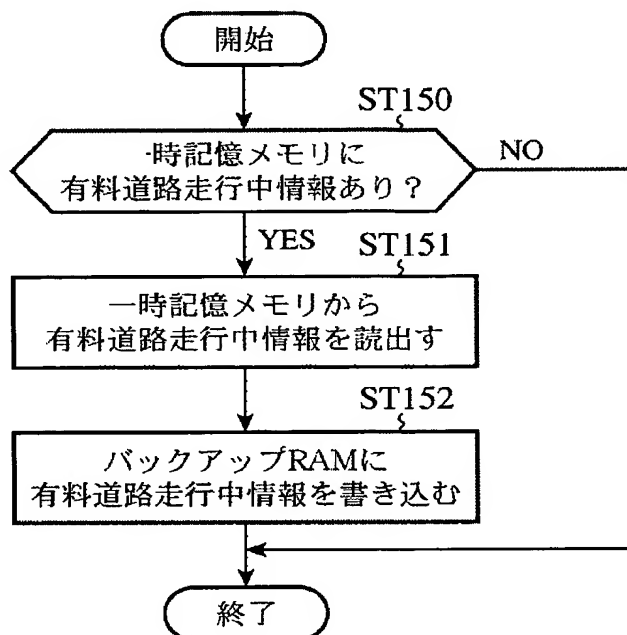 開始
ST150
一時記憶メモリに
有料道路走行中情報あり？
NO
YES
ST151
一時記憶メモリから
有料道路走行中情報を読出す
ST152
バックアップRAMに
有料道路走行中情報を書き込む
終了